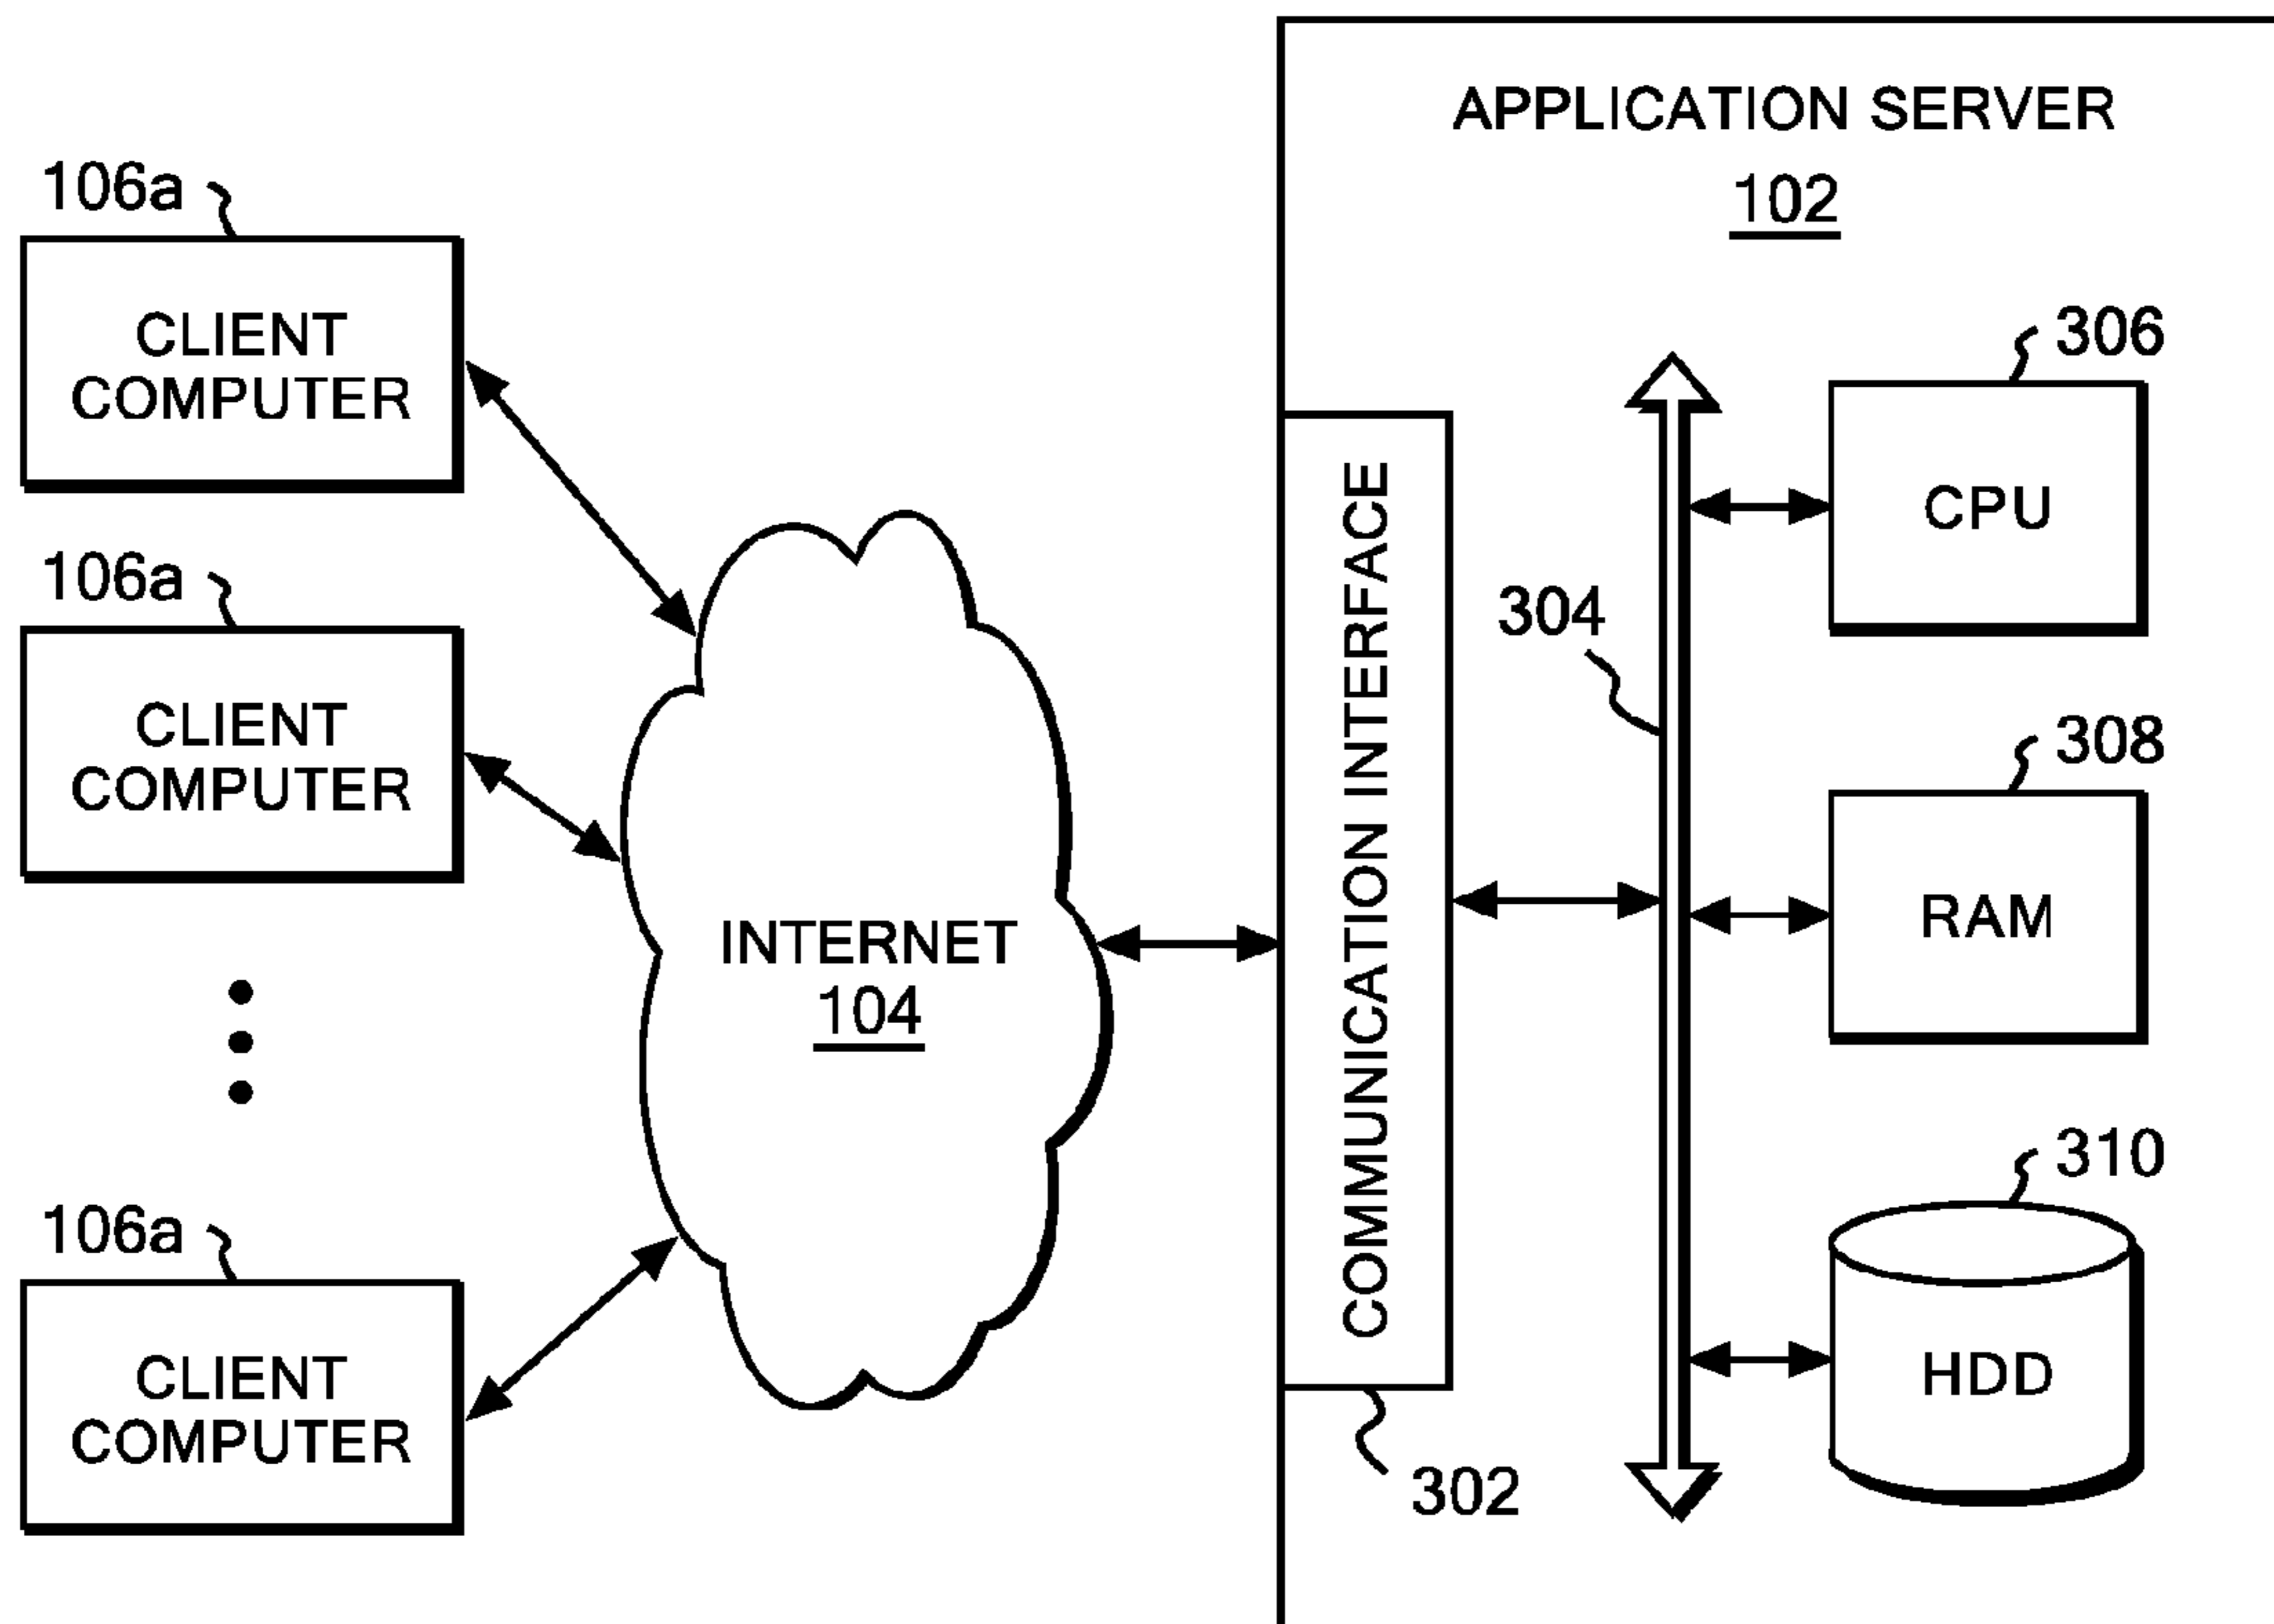 APPLICATION SERVER
102
106a
CLIENT
COMPUTER
106a
CLIENT
COMPUTER
106a
CLIENT
COMPUTER
INTERNET
104
COMMUNICATION INTERFACE
302
304
306
CPU
308
RAM
310
HDD